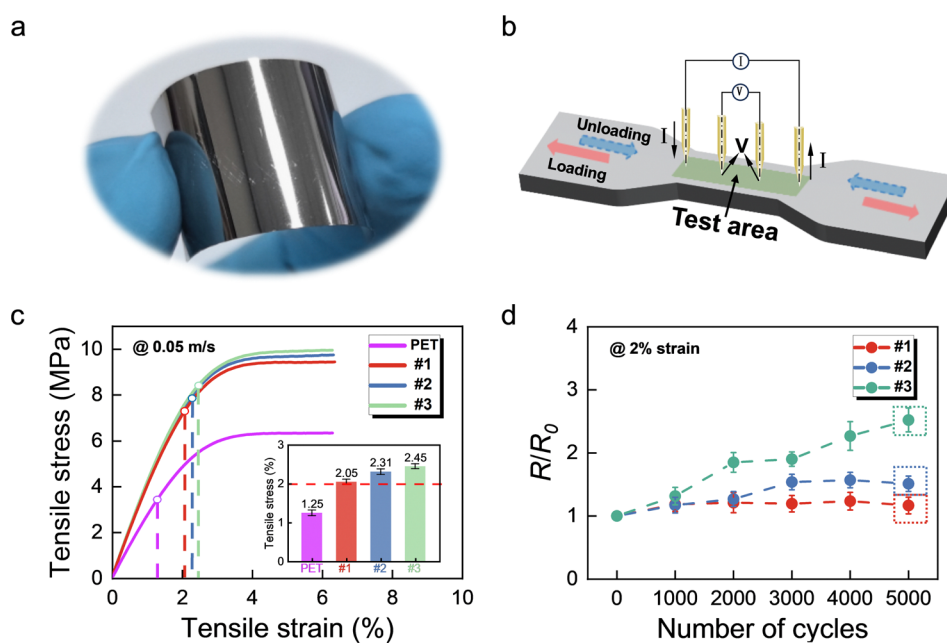 a
b
I
V
I
V
I
Unloading
Loading
Test area
c
@ 0.05 m/s
PET
#1
#2
#3
Tensile stress (MPa)
10
8
6
4
2
0
0 2 4 6 8 10
Tensile strain (%)
Tensile stress (%)
3
2
1
0
1.25
2.05
2.31
2.45
PET #1 #2 #3
d
@ 2% strain
#1
#2
#3
R/R0
4
3
2
1
0
0 1000 2000 3000 4000 5000
Number of cycles